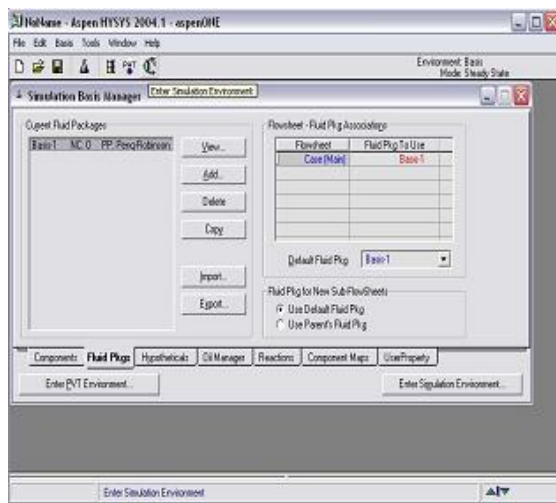 NoName - Aspen HYSYS 2004.1 - aspenONE
File Edit Basis Tools Window Help
Environment: Basis
Mode: Steady State
Enter Simulation Environment
Simulation Basis Manager
Current Fluid Packages
Basis-1 NC: 0 PP: Peng-Robinson
View...
Add...
Delete
Copy
Import...
Export...
Flowsheet - Fluid Pkg Associations
Flowsheet Fluid Pkg To Use
Case (Main) Basis-1
Default Fluid Pkg Basis-1
Fluid Pkg for New Sub-FlowSheets
Use Default Fluid Pkg
Use Parent's Fluid Pkg
Components Fluid Pkgs Hypotheticals Oil Manager Reactions Component Maps UserProperty
Enter PVT Environment... Enter Simulation Environment...
Enter Simulation Environment